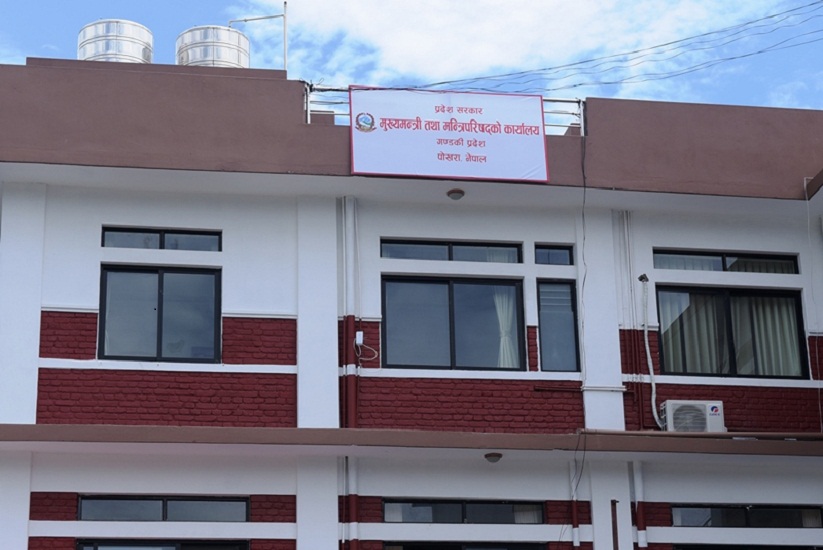 प्रदेश सरकार
मुख्यमन्त्री तथा मन्त्रिपरिषद्को कार्यालय
गण्डकी प्रदेश
पोखरा, नेपाल